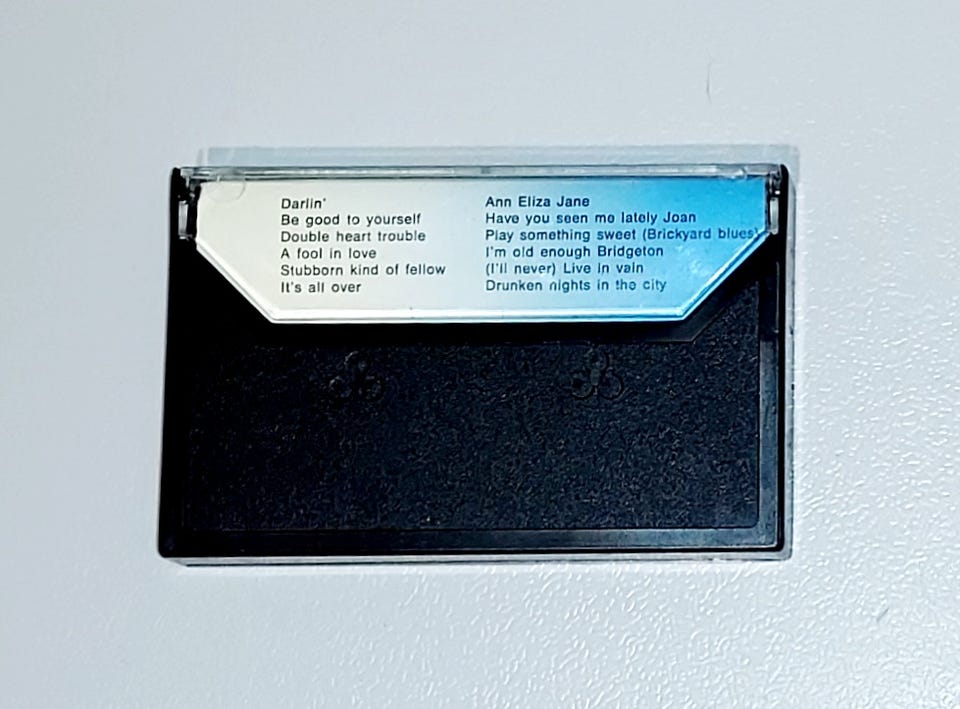 Darlin'
Be good to yourself
Double heart trouble
A fool in love
Stubborn kind of fellow
It's all over
Ann Eliza Jane
Have you seen me lately Joan
Play something sweet (Brickyard blues)
I'm old enough Bridgeton
(I'll never) Live in vain
Drunken nights in the city